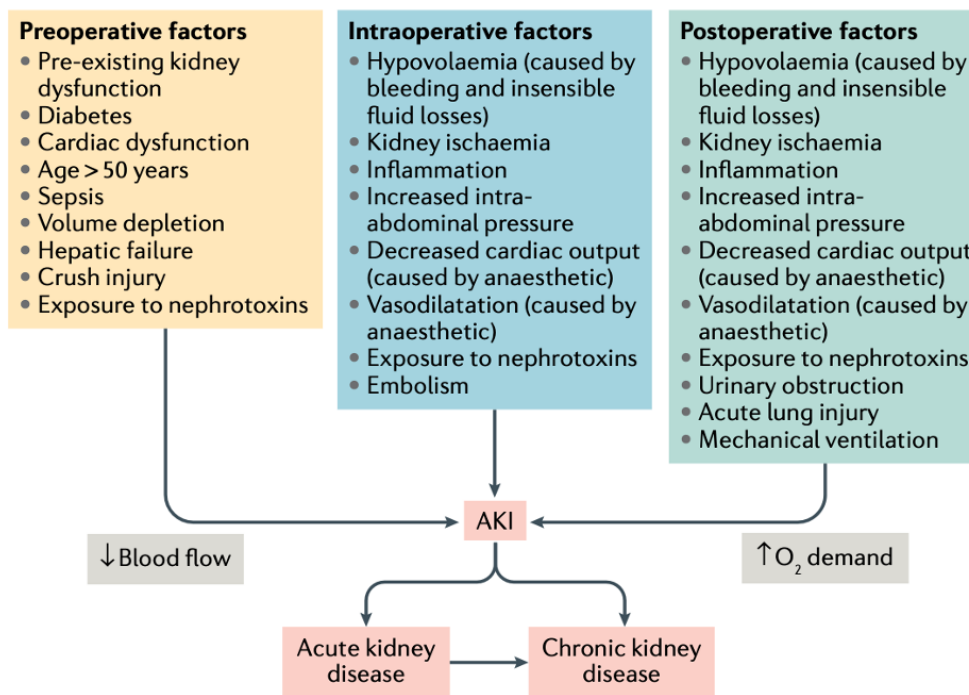 Preoperative factors
• Pre-existing kidney
dysfunction
• Diabetes
• Cardiac dysfunction
• Age > 50 years
• Sepsis
• Volume depletion
• Hepatic failure
• Crush injury
• Exposure to nephrotoxins
Intraoperative factors
• Hypovolaemia (caused by
bleeding and insensible
fluid losses)
• Kidney ischaemia
• Inflammation
• Increased intra-
abdominal pressure
• Decreased cardiac output
(caused by anaesthetic)
• Vasodilatation (caused by
anaesthetic)
• Exposure to nephrotoxins
• Embolism
Postoperative factors
• Hypovolaemia (caused by
bleeding and insensible
fluid losses)
• Kidney ischaemia
• Inflammation
• Increased intra-
abdominal pressure
• Decreased cardiac output
(caused by anaesthetic)
• Vasodilatation (caused by
anaesthetic)
• Exposure to nephrotoxins
• Urinary obstruction
• Acute lung injury
• Mechanical ventilation
AKI
↓ Blood flow
↑ O₂ demand
Acute kidney
disease
Chronic kidney
disease